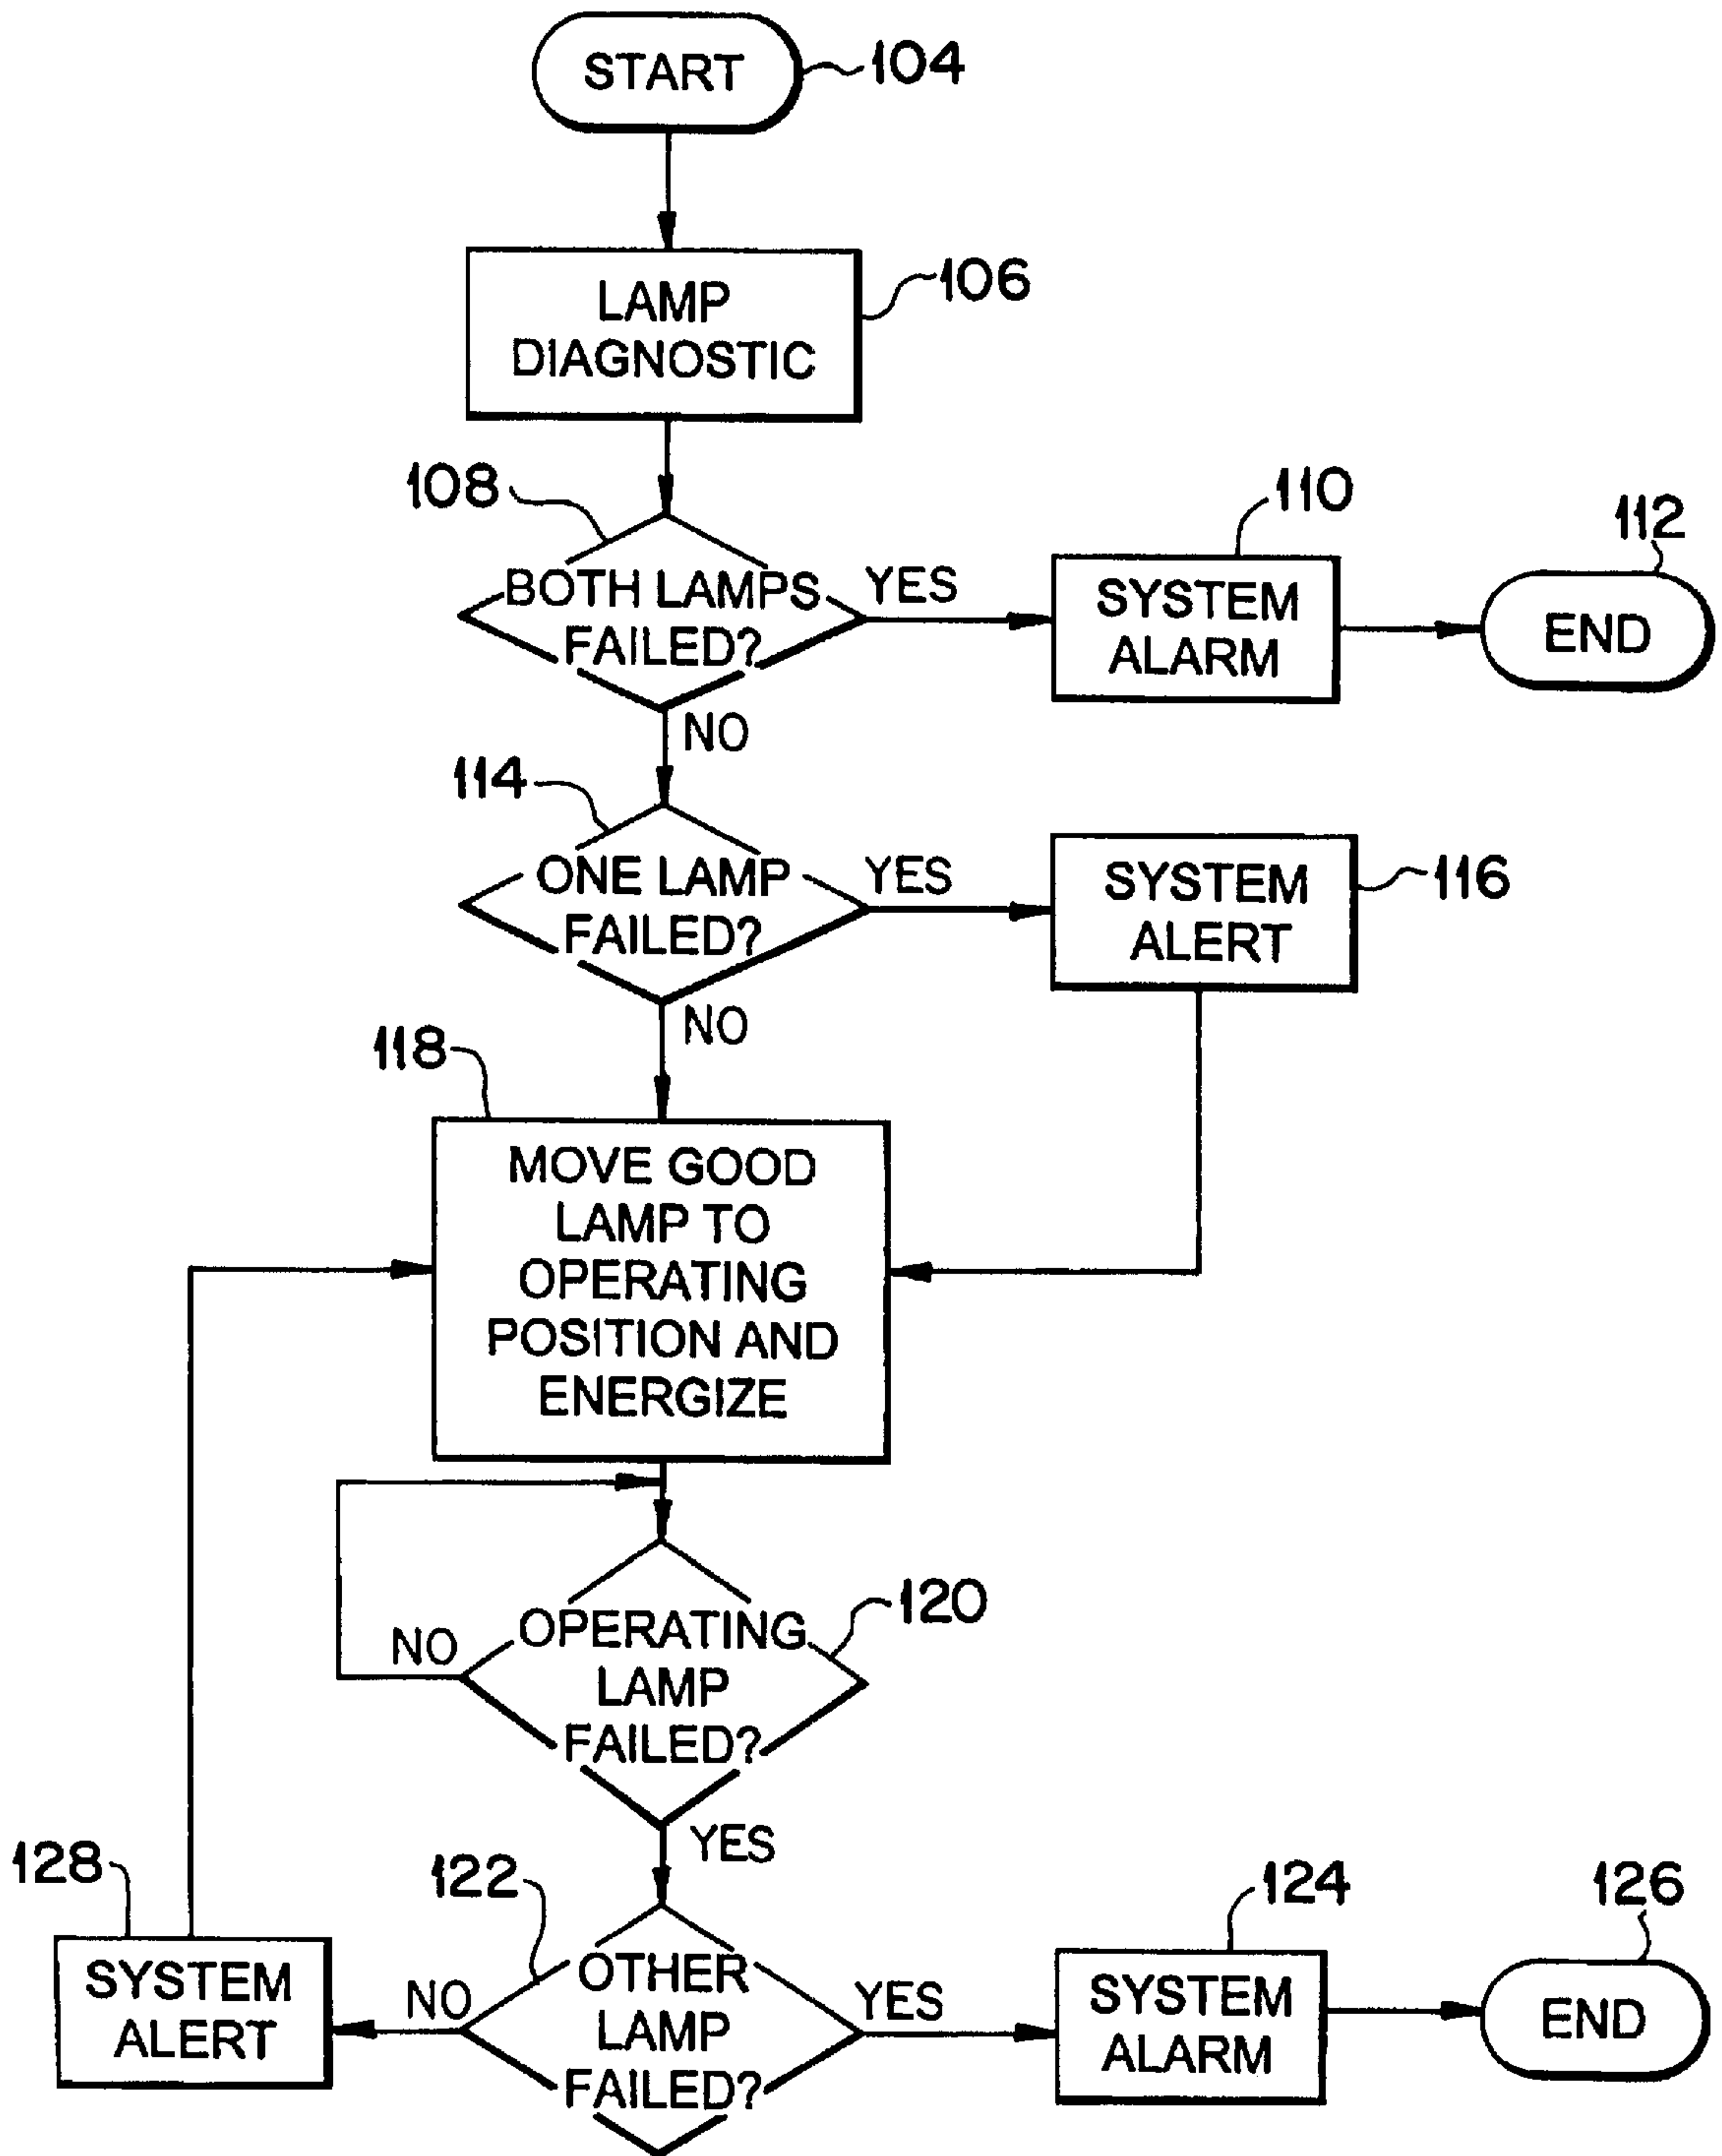 START
104
LAMP
DIAGNOSTIC
106
108
BOTH LAMPS
FAILED?
YES
110
SYSTEM
ALARM
112
END
NO
114
ONE LAMP
FAILED?
YES
SYSTEM
ALERT
116
NO
118
MOVE GOOD
LAMP TO
OPERATING
POSITION AND
ENERGIZE
120
OPERATING
LAMP
FAILED?
NO
YES
122
OTHER
LAMP
FAILED?
NO
128
SYSTEM
ALERT
YES
124
SYSTEM
ALARM
126
END